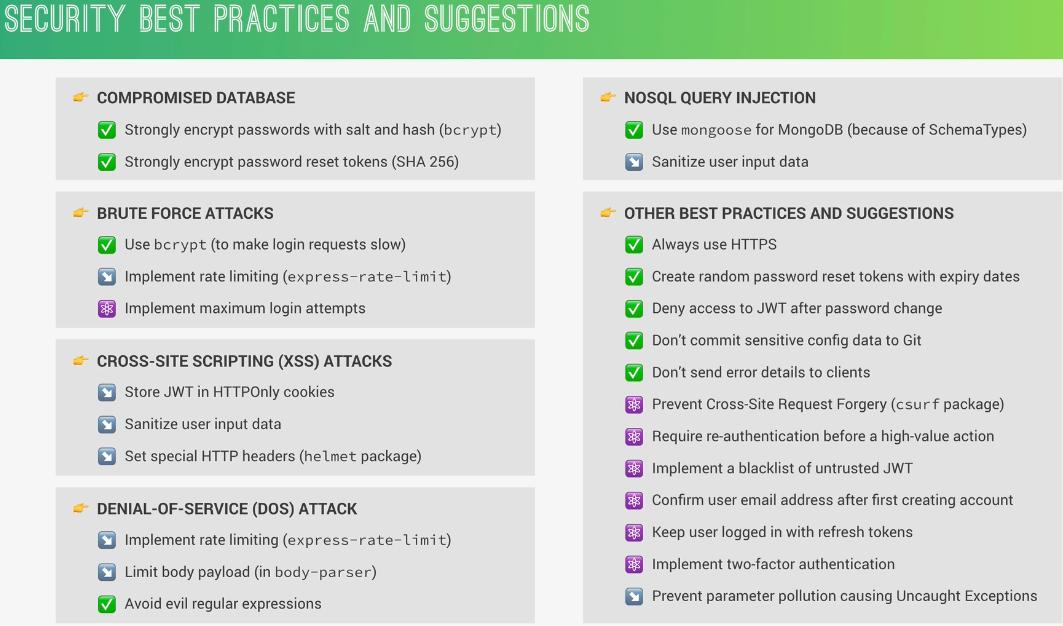 SECURITY BEST PRACTICES AND SUGGESTIONS
COMPROMISED DATABASE
Strongly encrypt passwords with salt and hash (bcrypt)
Strongly encrypt password reset tokens (SHA 256)
BRUTE FORCE ATTACKS
Use bcrypt (to make login requests slow)
Implement rate limiting (express-rate-limit)
Implement maximum login attempts
CROSS-SITE SCRIPTING (XSS) ATTACKS
Store JWT in HTTPOnly cookies
Sanitize user input data
Set special HTTP headers (helmet package)
DENIAL-OF-SERVICE (DOS) ATTACK
Implement rate limiting (express-rate-limit)
Limit body payload (in body-parser)
Avoid evil regular expressions
NOSQL QUERY INJECTION
Use mongoose for MongoDB (because of SchemaTypes)
Sanitize user input data
OTHER BEST PRACTICES AND SUGGESTIONS
Always use HTTPS
Create random password reset tokens with expiry dates
Deny access to JWT after password change
Don't commit sensitive config data to Git
Don't send error details to clients
Prevent Cross-Site Request Forgery (csurf package)
Require re-authentication before a high-value action
Implement a blacklist of untrusted JWT
Confirm user email address after first creating account
Keep user logged in with refresh tokens
Implement two-factor authentication
Prevent parameter pollution causing Uncaught Exceptions